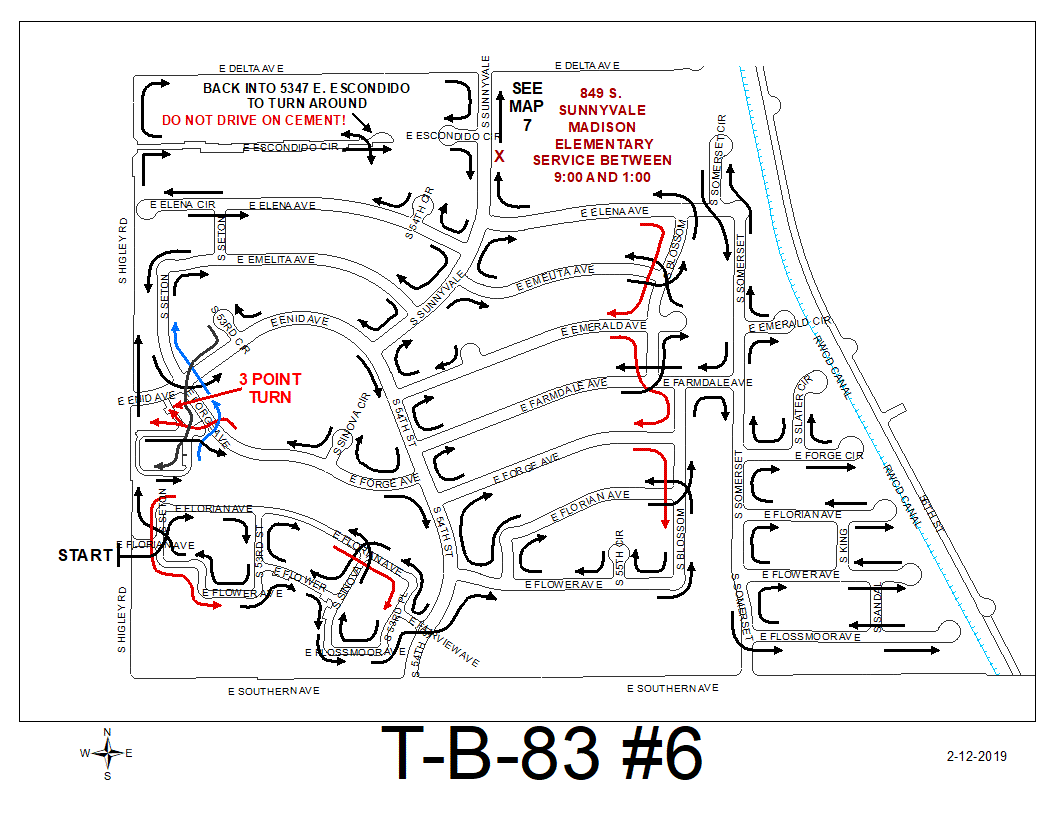 E DELTA AVE
E DELTA AVE
S SUNNYVALE
BACK INTO 5347 E. ESCONDIDO
TO TURN AROUND
DO NOT DRIVE ON CEMENT!
SEE
MAP
7
849 S.
SUNNYVALE
MADISON
ELEMENTARY
SERVICE BETWEEN
9:00 AND 1:00
X
E ESCONDIDO CIR
E ESCONDIDO CIR
S SOMERSET CIR
E ELENA CIR
E ELENA AVE
S 54TH CIR
E ELENA AVE
S HIGLEY RD
S SETON
E EMELITA AVE
S SUNNYVALE
E EMELITA AVE
S BLOSSOM
S SOMERSET
S SETON
S 53RD CIR
E ENID AVE
E EMERALD AVE
E EMERALD CIR
RWCD CANAL
3 POINT
TURN
E ENID AVE
E FORGE AVE
S SINOVA CIR
S 54TH ST
E FARMDALE AVE
E FARMDALE AVE
S SLATER CIR
E FORGE AVE
E FORGE AVE
E FORGE CIR
S SOMERSET
RWCD CANAL
S SETON
E FLORIAN AVE
E FLORIAN AVE
E FLORIAN AVE
S 54TH ST
E FLORIAN AVE
S BLOSSOM
E FLORIAN AVE
S KING
56TH ST
START
S 53RD ST
E FLOWER
S SINOVA
S 55TH CIR
E FLOWER AVE
E FLOWER AVE
E FLOWER AVE
S HIGLEY RD
S 53RD PL
E FAIRVIEW AVE
S SOMERSET
S SANDAL
E FLOSSMOOR AVE
E FLOSSMOOR AVE
S 54TH
E SOUTHERN AVE
E SOUTHERN AVE
N
W E
S
T-B-83 #6
2-12-2019